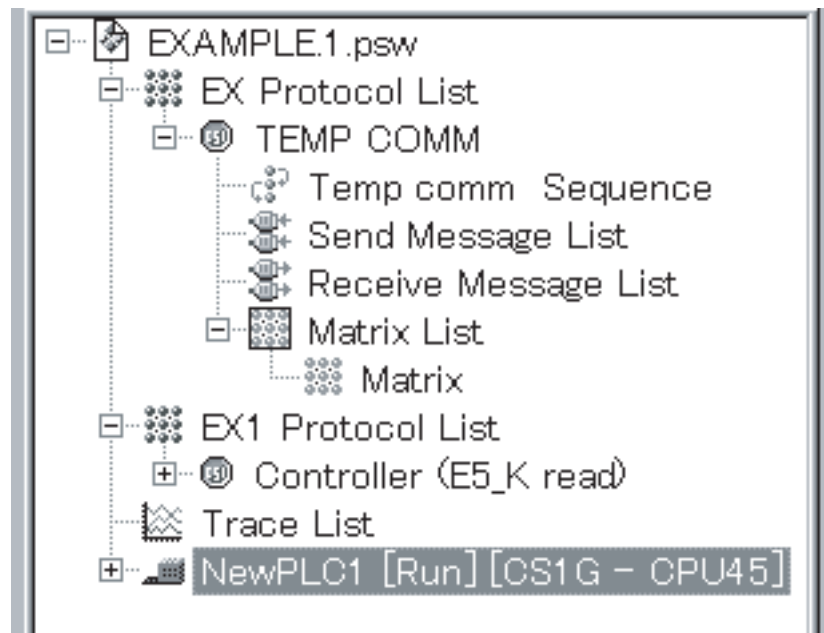 EXAMPLE.1.psw
EX Protocol List
TEMP COMM
Temp comm Sequence
Send Message List
Receive Message List
Matrix List
Matrix
EX1 Protocol List
Controller (E5_K read)
Trace List
NewPLC1 [Run] [CS1G - CPU45]